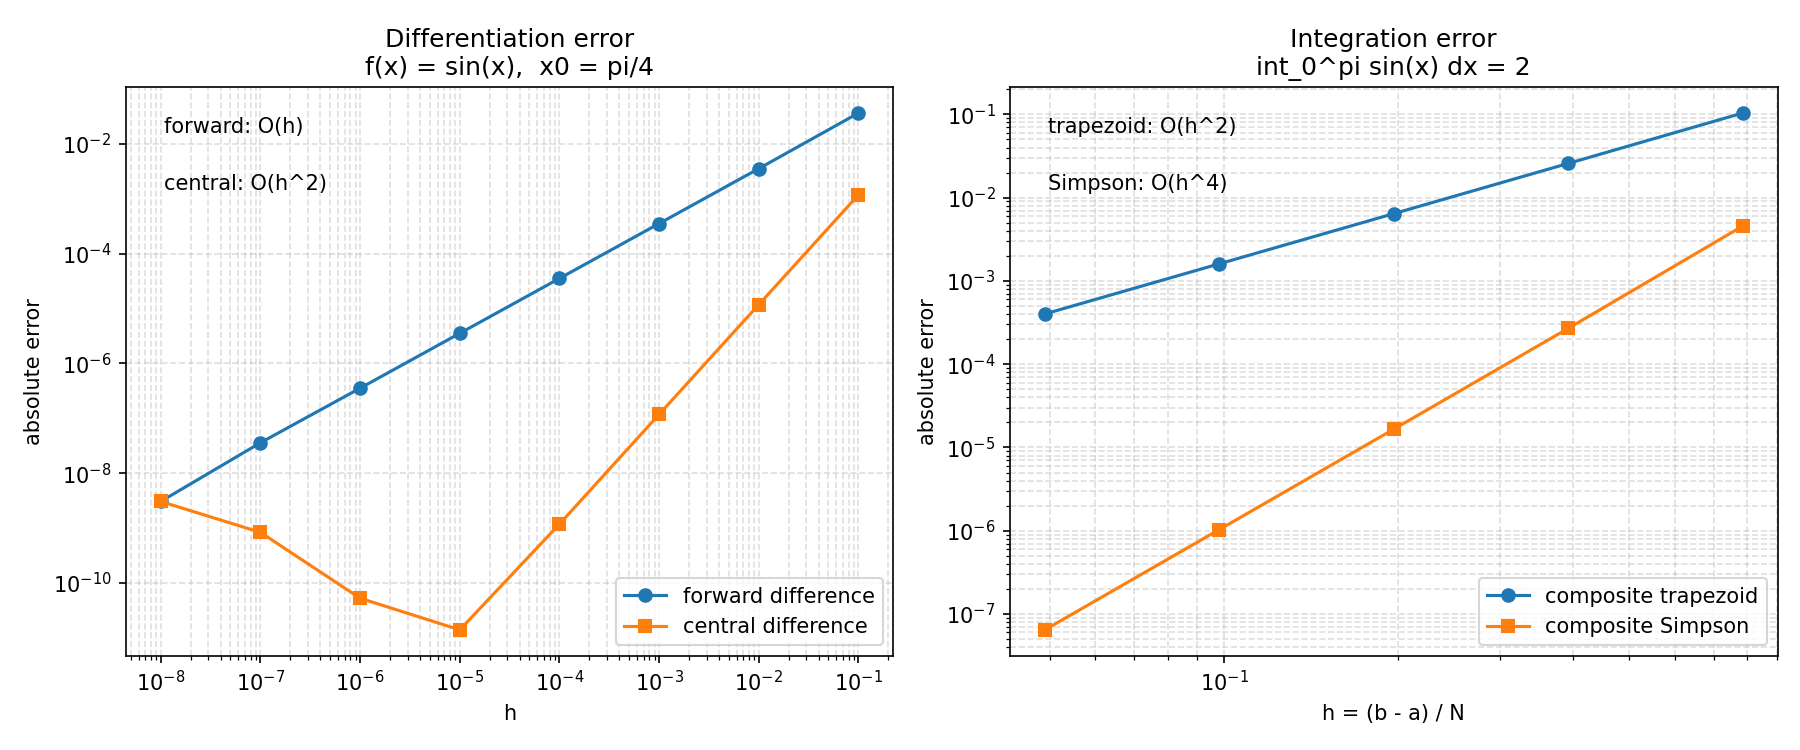 Differentiation error
f(x) = sin(x),  x0 = pi/4
forward: O(h)
central: O(h^2)
absolute error
10^-2
10^-4
10^-6
10^-8
10^-10
forward difference
central difference
10^-8 10^-7 10^-6 10^-5 10^-4 10^-3 10^-2 10^-1
h
Integration error
int_0^pi sin(x) dx = 2
trapezoid: O(h^2)
Simpson: O(h^4)
absolute error
10^-1
10^-2
10^-3
10^-4
10^-5
10^-6
10^-7
composite trapezoid
composite Simpson
10^-1
h = (b - a) / N